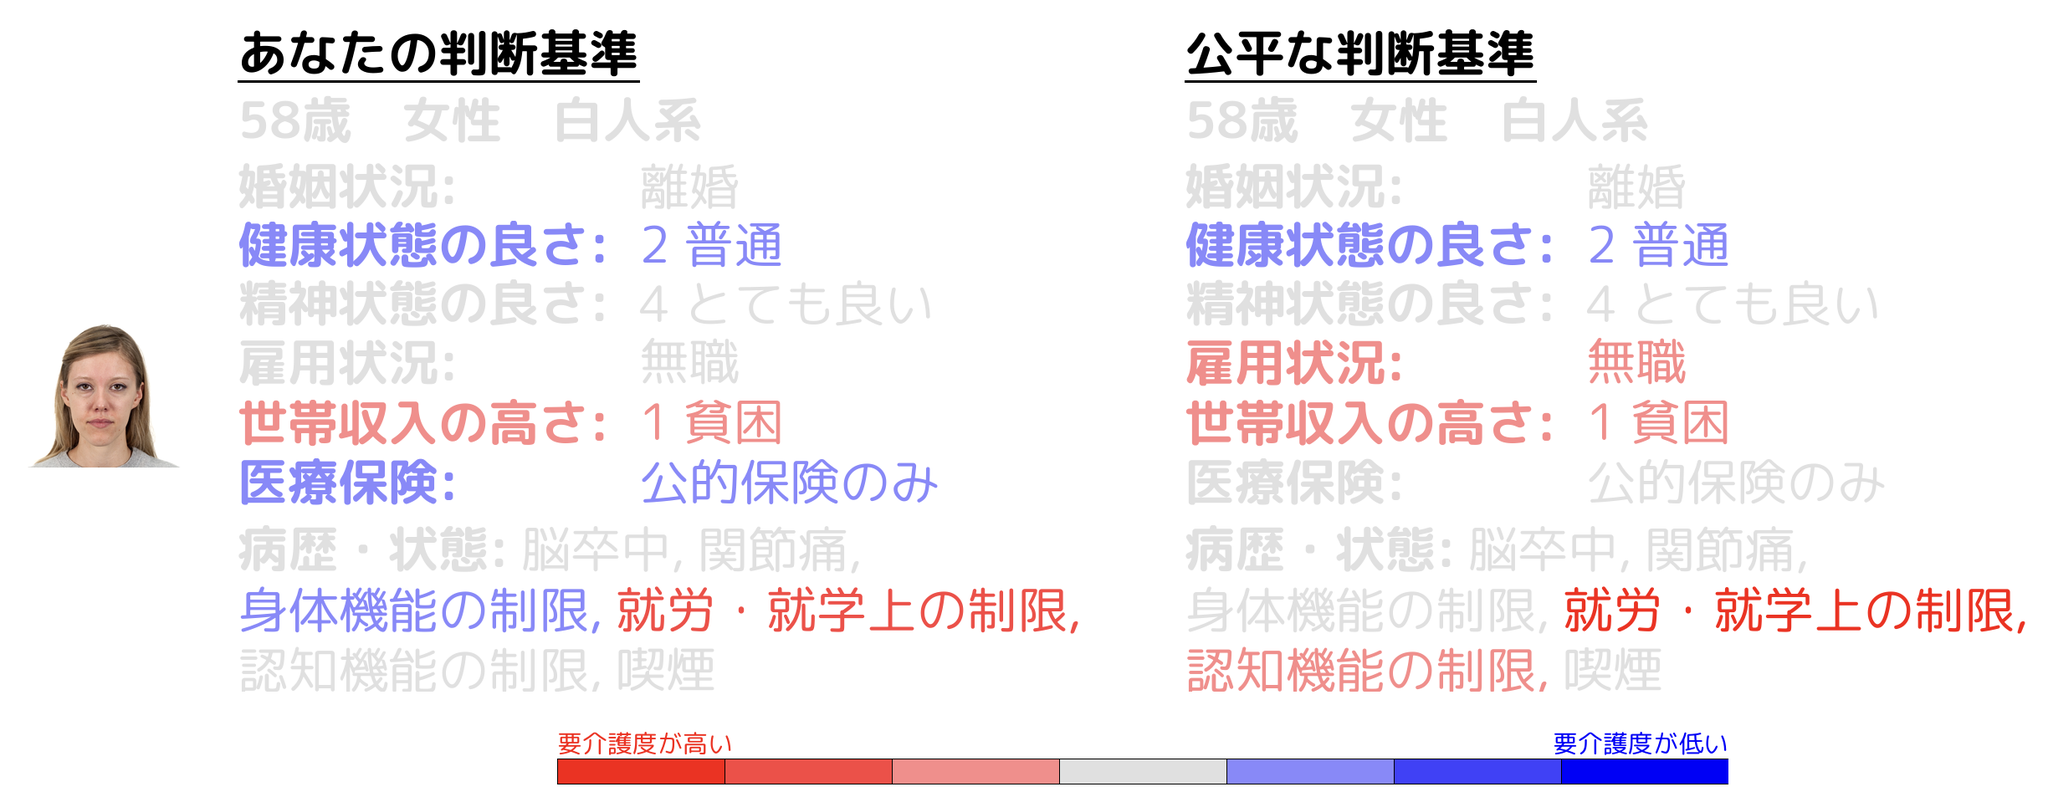 あなたの判断基準
58歳 女性 白人系
婚姻状況: 離婚
健康状態の良さ: 2 普通
精神状態の良さ: 4 とても良い
雇用状況: 無職
世帯収入の高さ: 1 貧困
医療保険: 公的保険のみ
病歴・状態: 脳卒中, 関節痛,
身体機能の制限, 就労・就学上の制限,
認知機能の制限, 喫煙
公平な判断基準
58歳 女性 白人系
婚姻状況: 離婚
健康状態の良さ: 2 普通
精神状態の良さ: 4 とても良い
雇用状況: 無職
世帯収入の高さ: 1 貧困
医療保険: 公的保険のみ
病歴・状態: 脳卒中, 関節痛,
身体機能の制限, 就労・就学上の制限,
認知機能の制限, 喫煙
要介護度が高い
要介護度が低い